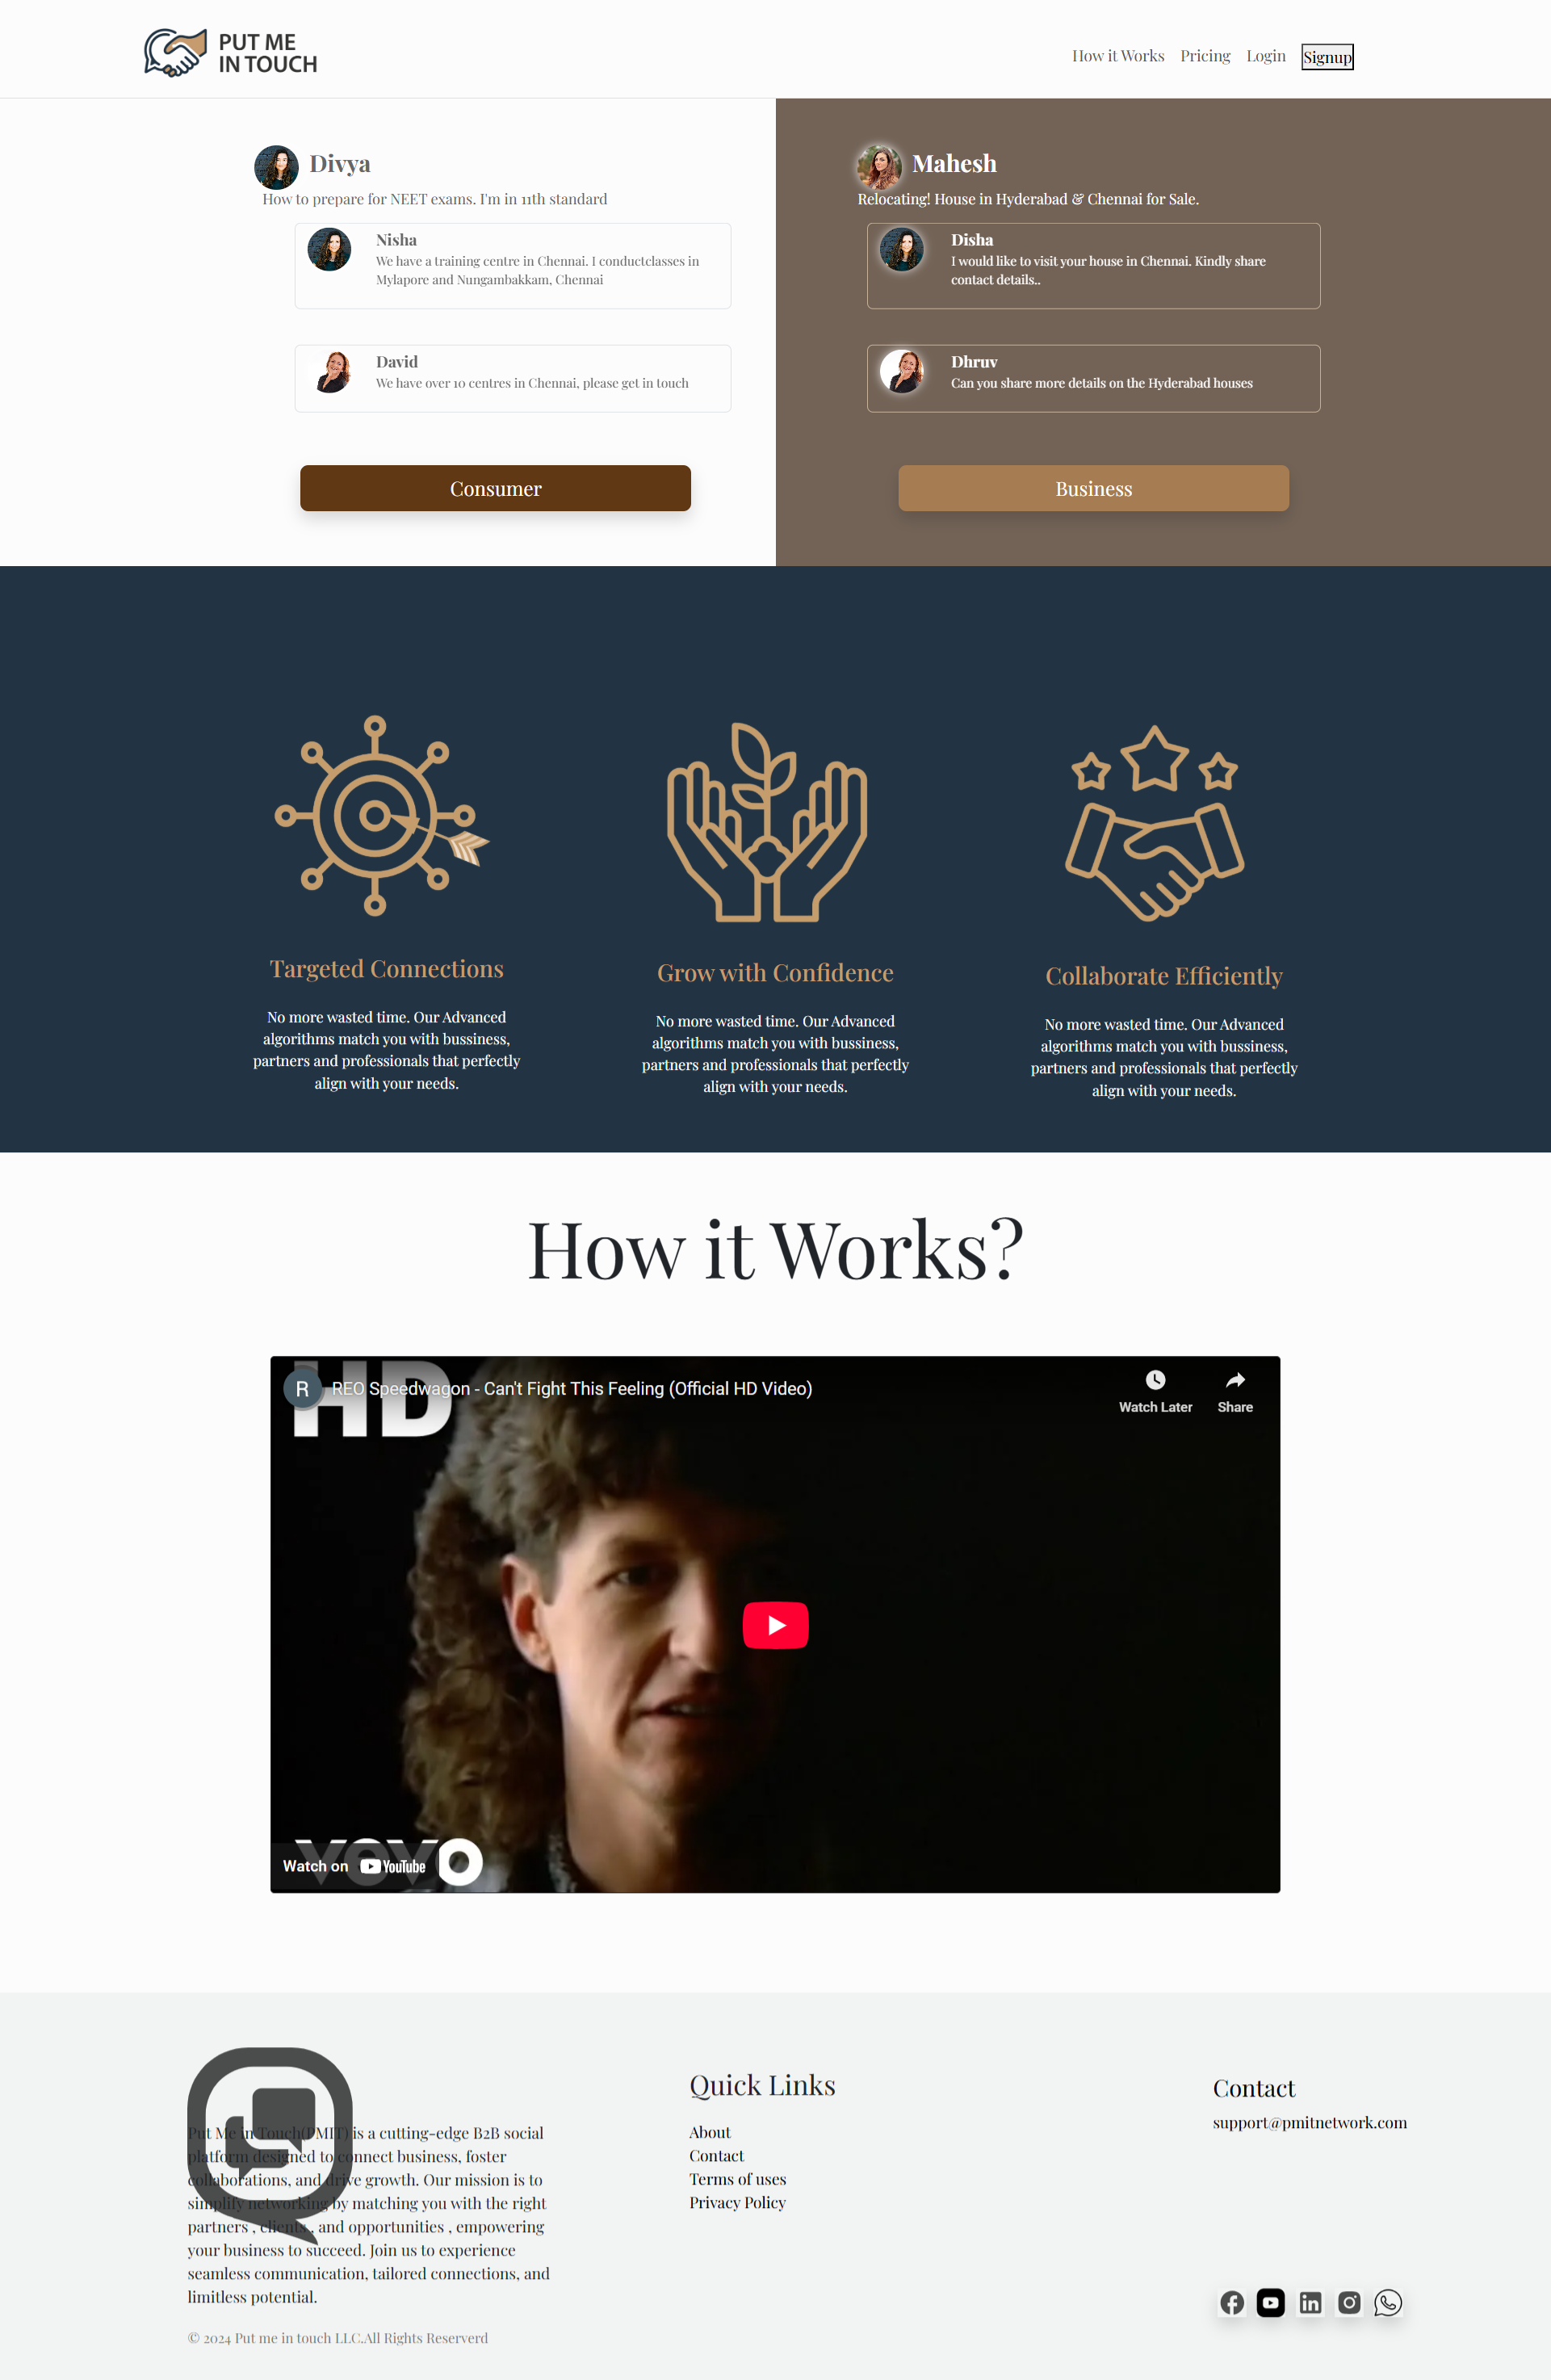 PUT ME
IN TOUCH
How it Works
Pricing
Login
Signup
Divya
How to prepare for NEET exams. I'm in 11th standard
Nisha
We have a training centre in Chennai. I conductclasses in
Mylapore and Nungambakkam, Chennai
David
We have over 10 centres in Chennai, please get in touch
Consumer
Mahesh
Relocating! House in Hyderabad & Chennai for Sale.
Disha
I would like to visit your house in Chennai. Kindly share
contact details..
Dhruv
Can you share more details on the Hyderabad houses
Business
Targeted Connections
No more wasted time. Our Advanced
algorithms match you with bussiness,
partners and professionals that perfectly
align with your needs.
Grow with Confidence
No more wasted time. Our Advanced
algorithms match you with bussiness,
partners and professionals that perfectly
align with your needs.
Collaborate Efficiently
No more wasted time. Our Advanced
algorithms match you with bussiness,
partners and professionals that perfectly
align with your needs.
How it Works?
HD
R
REO Speedwagon - Can't Fight This Feeling (Official HD Video)
Watch Later
Share
vevo
Watch on YouTube
Put Me in Touch(PMIT) is a cutting-edge B2B social
platform designed to connect business, foster
collaborations, and drive growth. Our mission is to
simplify networking by matching you with the right
partners , clients , and opportunities , empowering
your business to succeed. Join us to experience
seamless communication, tailored connections, and
limitless potential.
© 2024 Put me in touch LLC.All Rights Reserverd
Quick Links
About
Contact
Terms of uses
Privacy Policy
Contact
support@pmitnetwork.com
in